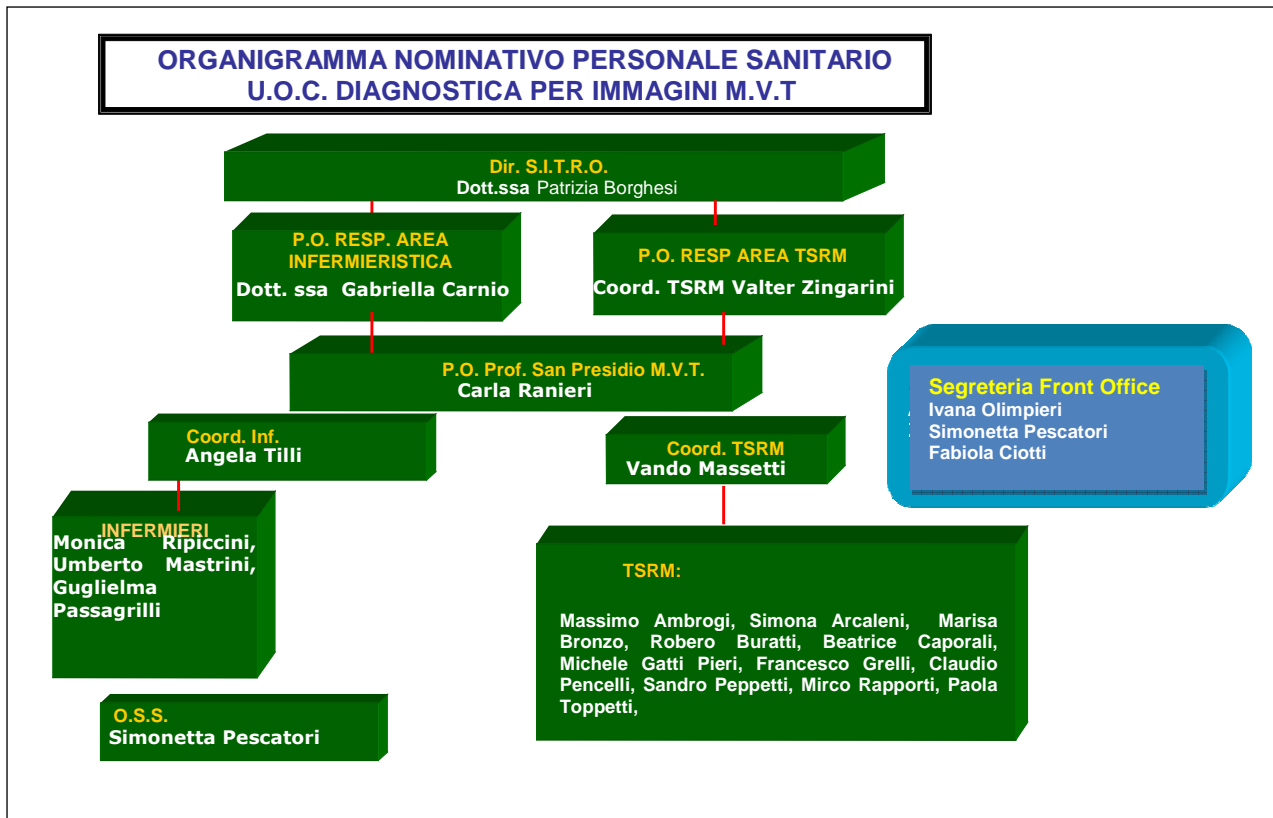 ORGANIGRAMMA NOMINATIVO PERSONALE SANITARIO
U.O.C. DIAGNOSTICA PER IMMAGINI M.V.T
Dir. S.I.T.R.O.
Dott.ssa Patrizia Borghesi
P.O. RESP. AREA
INFERMIERISTICA
Dott. ssa Gabriella Carnio
P.O. RESP AREA TSRM
Coord. TSRM Valter Zingarini
P.O. Prof. San Presidio M.V.T.
Carla Ranieri
Segreteria Front Office
Ivana Olimpieri
Simonetta Pescatori
Fabiola Ciotti
Coord. Inf.
Angela Tilli
Coord. TSRM
Vando Massetti
INFERMIERI
Monica Ripiccini,
Umberto Mastrini,
Guglielma
Passagrilli
TSRM:
Massimo Ambrogi, Simona Arcaleni, Marisa
Bronzo, Robero Buratti, Beatrice Caporali,
Michele Gatti Pieri, Francesco Grelli, Claudio
Pencelli, Sandro Peppetti, Mirco Rapporti, Paola
Toppetti,
O.S.S.
Simonetta Pescatori